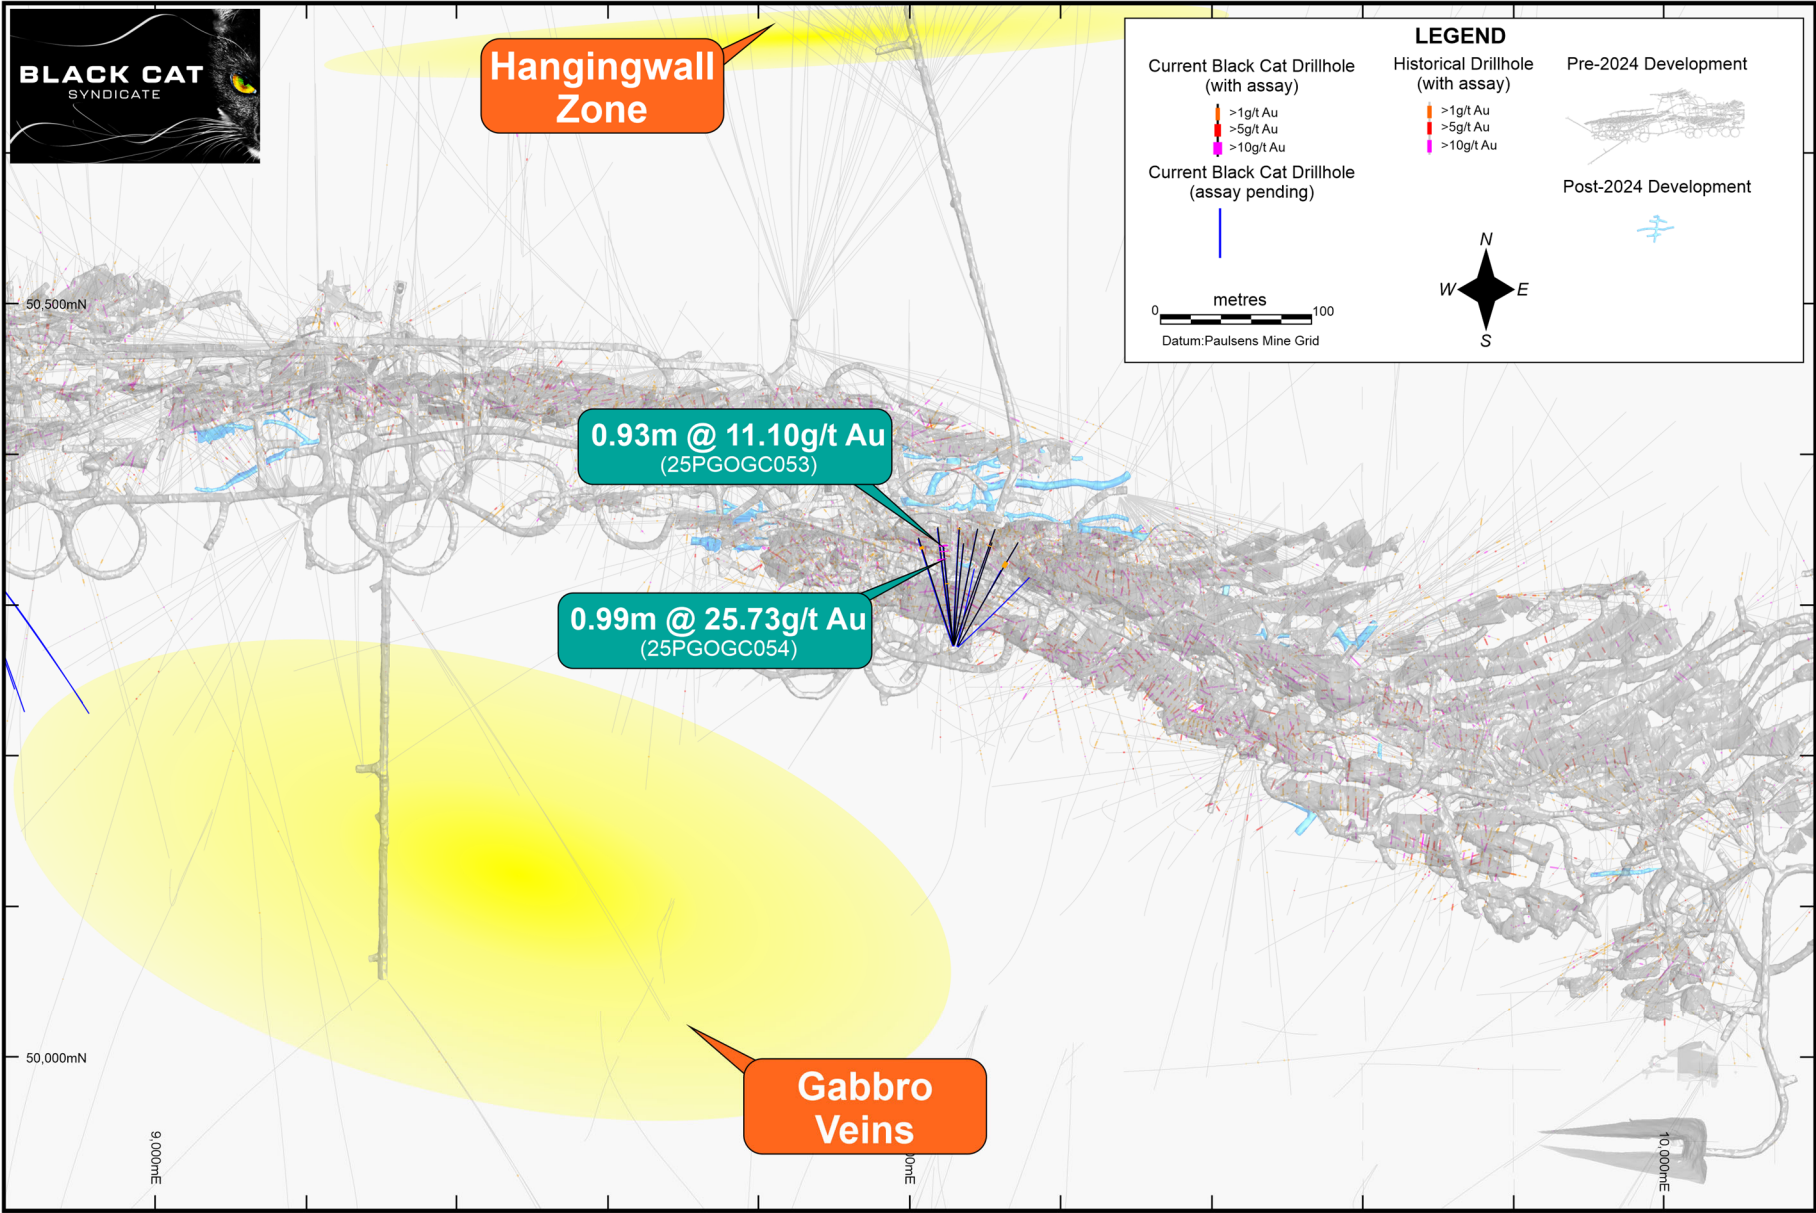 BLACK CAT
SYNDICATE
Hangingwall
Zone
LEGEND
Current Black Cat Drillhole
(with assay)
>1g/t Au
>5g/t Au
>10g/t Au
Current Black Cat Drillhole
(assay pending)
Historical Drillhole
(with assay)
>1g/t Au
>5g/t Au
>10g/t Au
Pre-2024 Development
Post-2024 Development
N
W E
S
metres
0 100
Datum:Paulsens Mine Grid
50,500mN
0.93m @ 11.10g/t Au
(25PGOGC053)
0.99m @ 25.73g/t Au
(25PGOGC054)
50,000mN
Gabbro
Veins
9,000mE
10,000mE